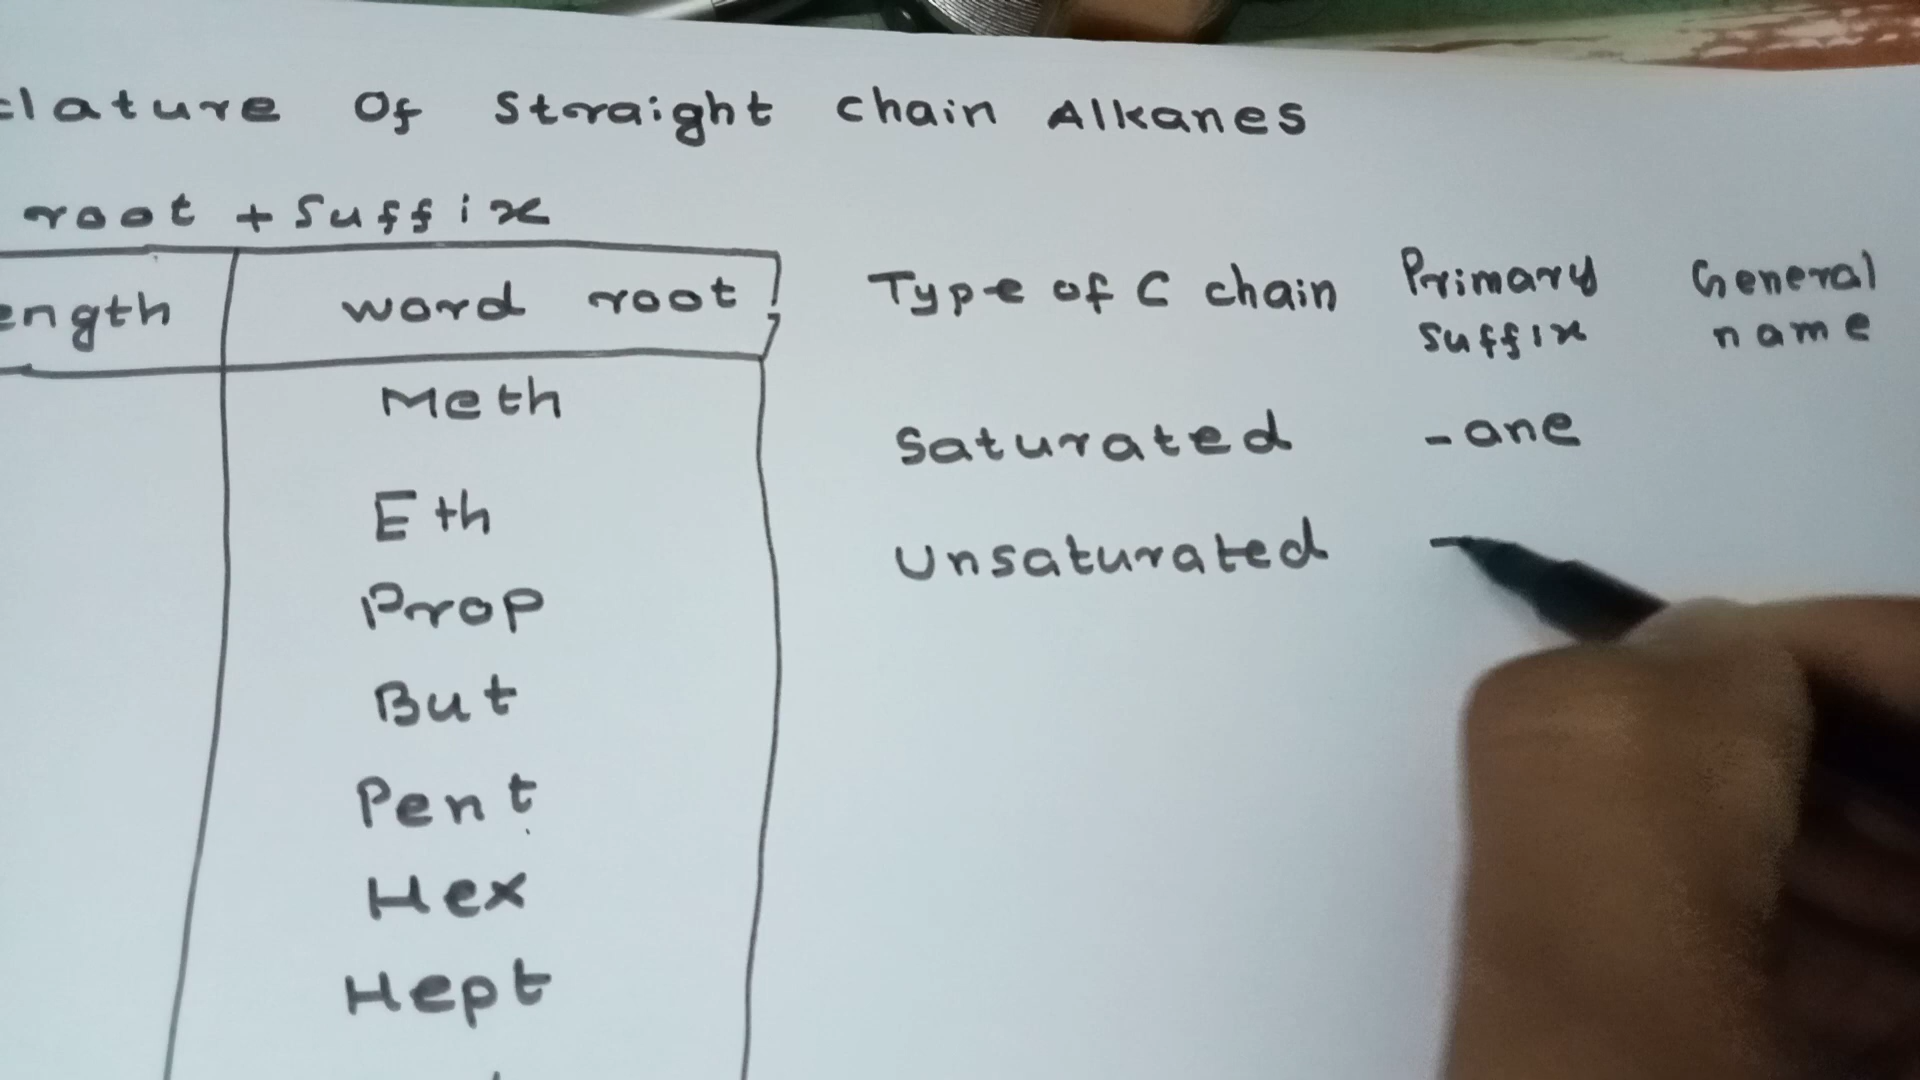 clature Of Straight chain Alkanes
root + Suffix
ength word root
Type of C chain Primary suffix General name
Meth
Saturated - ane
Eth
Unsaturated -
Prop
But
Pent
Hex
Hept